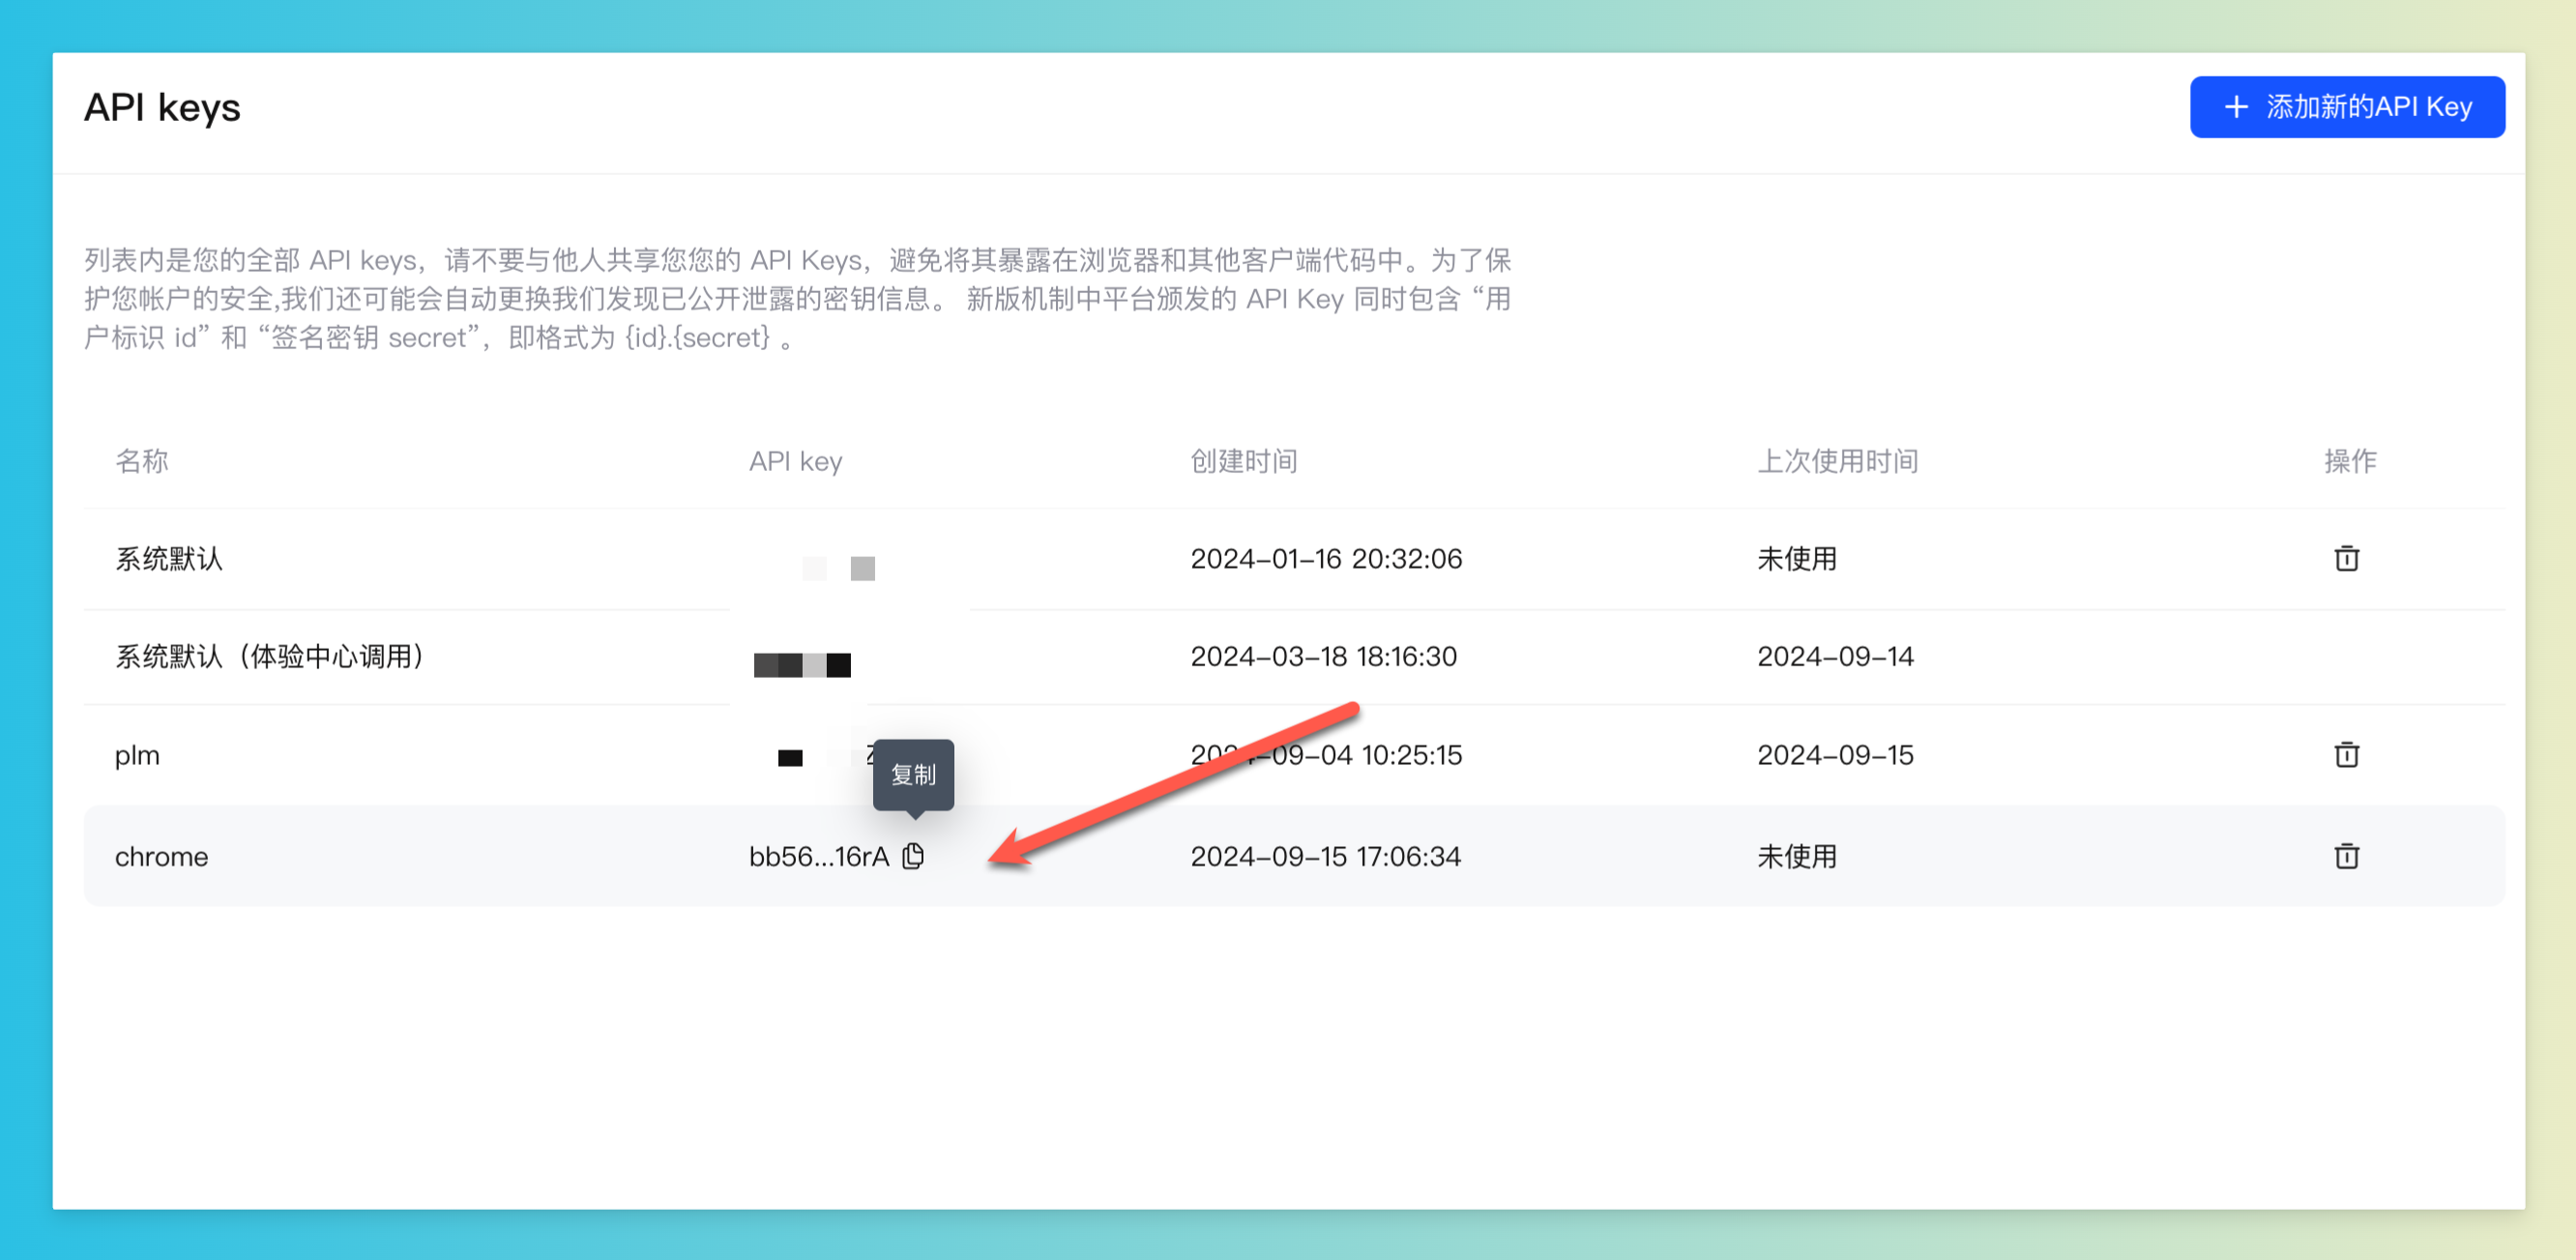 API keys
+ 添加新的API Key
列表内是您的全部 API keys，请不要与他人共享您您的 API Keys，避免将其暴露在浏览器和其他客户端代码中。为了保
护您帐户的安全,我们还可能会自动更换我们发现已公开泄露的密钥信息。 新版机制中平台颁发的 API Key 同时包含 “用
户标识 id” 和 “签名密钥 secret”，即格式为 {id}.{secret} 。
名称 API key 创建时间 上次使用时间 操作
系统默认 2024-01-16 20:32:06 未使用
系统默认（体验中心调用） 2024-03-18 18:16:30 2024-09-14
plm 2024-09-04 10:25:15 2024-09-15
复制
chrome bb56...16rA 2024-09-15 17:06:34 未使用